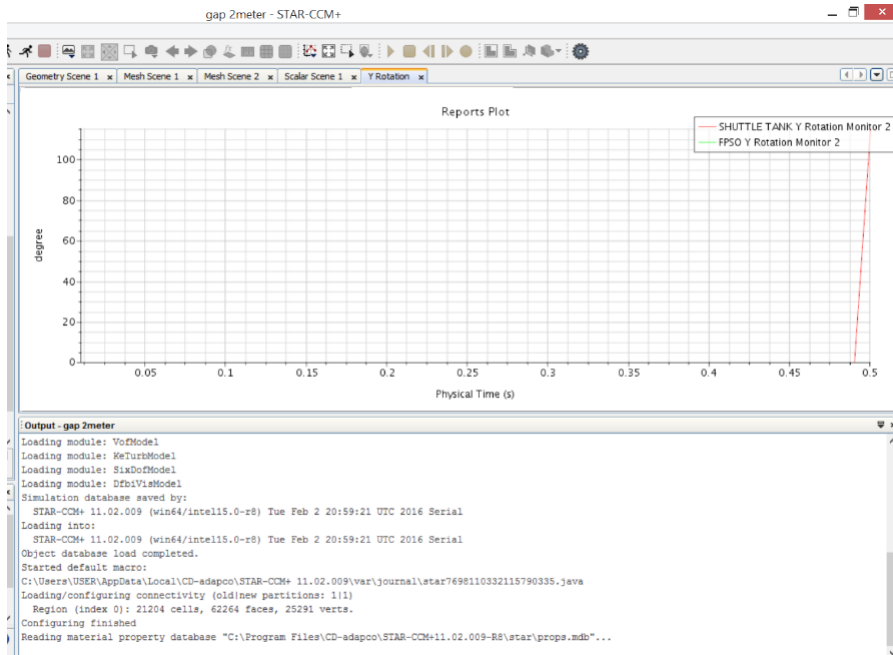 gap 2meter - STAR-CCM+
Geometry Scene 1 x Mesh Scene 1 x Mesh Scene 2 x Scalar Scene 1 x Y Rotation x
Reports Plot
SHUTTLE TANK Y Rotation Monitor 2
FPSO Y Rotation Monitor 2
100
80
60
40
20
0
degree
0.05 0.1 0.15 0.2 0.25 0.3 0.35 0.4 0.45 0.5
Physical Time (s)
Output - gap 2meter
Loading module: VofModel
Loading module: KeTurbModel
Loading module: SixDofModel
Loading module: DfbiVisModel
Simulation database saved by:
STAR-CCM+ 11.02.009 (win64/intel15.0-r8) Tue Feb 2 20:59:21 UTC 2016 Serial
Loading into:
STAR-CCM+ 11.02.009 (win64/intel15.0-r8) Tue Feb 2 20:59:21 UTC 2016 Serial
Object database load completed.
Started default macro:
C:\Users\USER\AppData\Local\CD-adapco\STAR-CCM+ 11.02.009\var\journal\star7698110332115790335.java
Loading/configuring connectivity (old|new partitions: 1|1)
Region (index 0): 21204 cells, 62264 faces, 25291 verts.
Configuring finished
Reading material property database "C:\Program Files\CD-adapco\STAR-CCM+11.02.009-R8\star\props.mdb"...